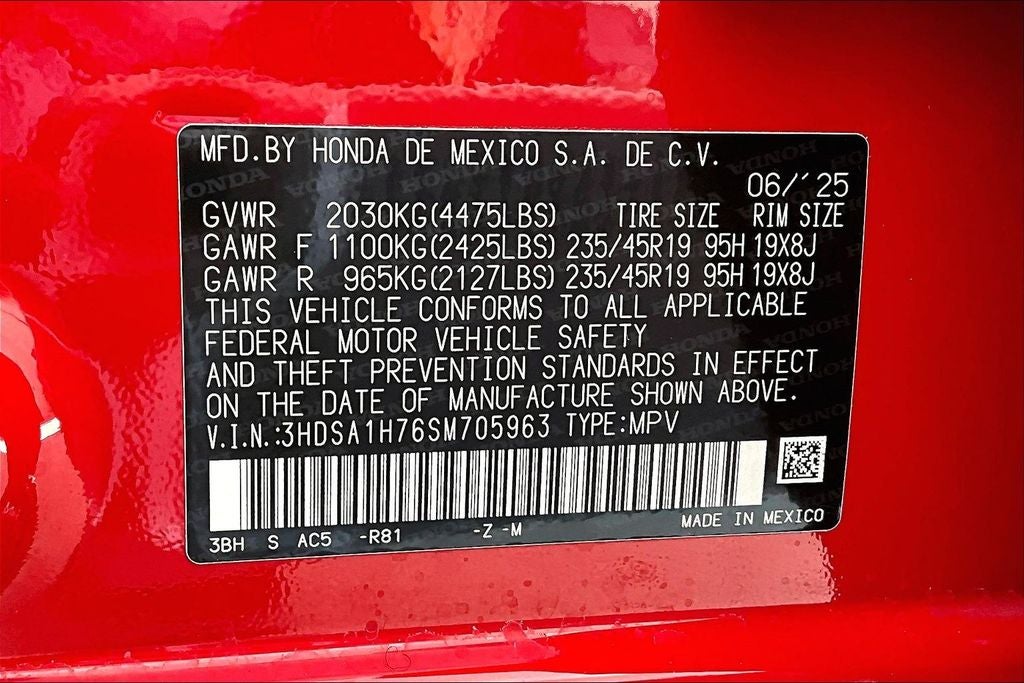 MFD.BY HONDA DE MEXICO S.A. DE C.V.
06/´25
GVWR 2030KG(4475LBS) TIRE SIZE RIM SIZE
GAWR F 1100KG(2425LBS) 235/45R19 95H 19X8J
GAWR R 965KG(2127LBS) 235/45R19 95H 19X8J
THIS VEHICLE CONFORMS TO ALL APPLICABLE
FEDERAL MOTOR VEHICLE SAFETY
AND THEFT PREVENTION STANDARDS IN EFFECT
ON THE DATE OF MANUFACTURE SHOWN ABOVE.
V.I.N.:3HDSA1H76SM705963 TYPE:MPV
MADE IN MEXICO
3BH S AC5 -R81 -Z -M